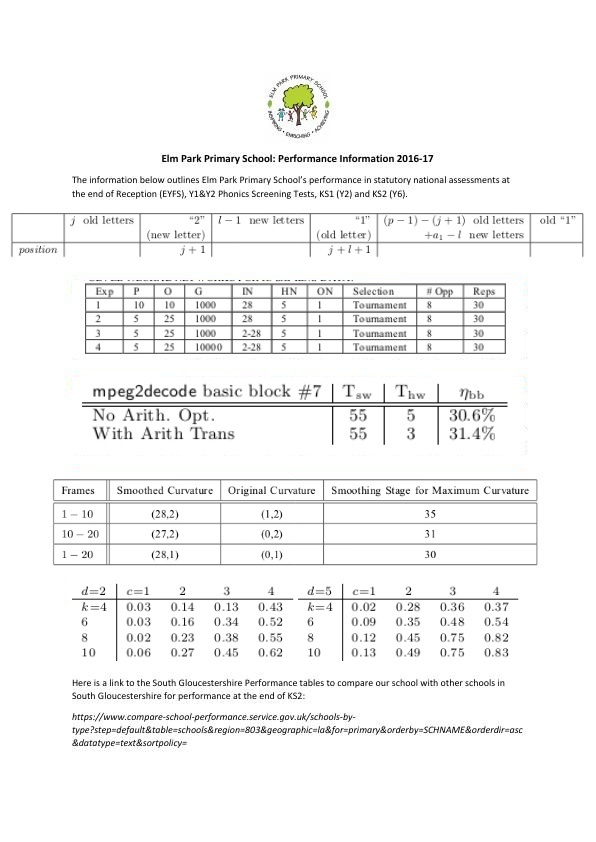 ELM PARK PRIMARY SCHOOL
INSPIRING • ENRICHING • ACHIEVING
Elm Park Primary School: Performance Information 2016-17
The information below outlines Elm Park Primary School's performance in statutory national assessments at
the end of Reception (EYFS), Y1&Y2 Phonics Screening Tests, KS1 (Y2) and KS2 (Y6).
j old letters "2" l − 1 new letters "1" (p − 1) − (j + 1) old letters old "1"
(new letter) (old letter) +a₁ − l new letters
position j + 1 j + l + 1
Exp P O G IN HN ON Selection # Opp Reps
1 10 10 1000 28 5 1 Tournament 8 30
2 5 25 1000 28 5 1 Tournament 8 30
3 5 25 1000 2-28 5 1 Tournament 8 30
4 5 25 10000 2-28 5 1 Tournament 8 30
mpeg2decode basic block #7 Tsw Thw ηbb
No Arith. Opt. 55 5 30.6%
With Arith Trans 55 3 31.4%
Frames Smoothed Curvature Original Curvature Smoothing Stage for Maximum Curvature
1 − 10 (28,2) (1,2) 35
10 − 20 (27,2) (0,2) 31
1 − 20 (28,1) (0,1) 30
d=2 c=1 2 3 4 d=5 c=1 2 3 4
k=4 0.03 0.14 0.13 0.43 k=4 0.02 0.28 0.36 0.37
6 0.03 0.16 0.34 0.52 6 0.09 0.35 0.48 0.54
8 0.02 0.23 0.38 0.55 8 0.12 0.45 0.75 0.82
10 0.06 0.27 0.45 0.62 10 0.13 0.49 0.75 0.83
Here is a link to the South Gloucestershire Performance tables to compare our school with other schools in
South Gloucestershire for performance at the end of KS2:
https://www.compare-school-performance.service.gov.uk/schools-by-
type?step=default&table=schools&region=803&geographic=la&for=primary&orderby=SCHNAME&orderdir=asc
&datatype=text&sortpolicy=